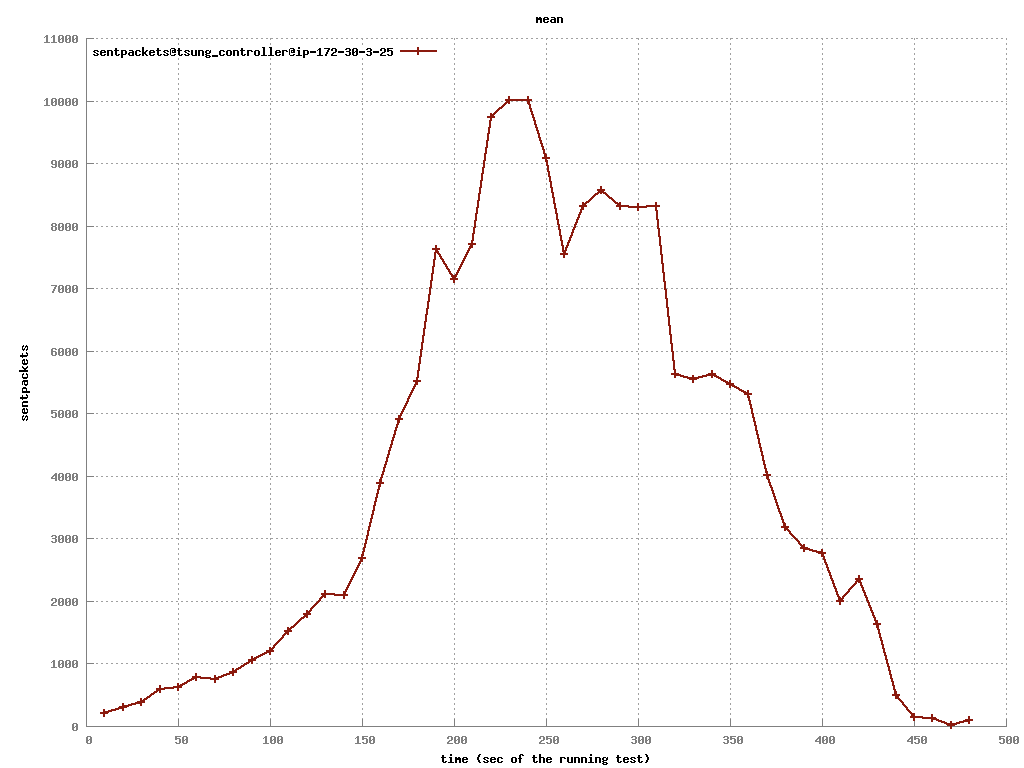 mean
11000
sentpackets@tsung_controller@ip-172-30-3-25
10000
9000
8000
7000
6000
sentpackets
5000
4000
3000
2000
1000
0
0 50 100 150 200 250 300 350 400 450 500
time (sec of the running test)